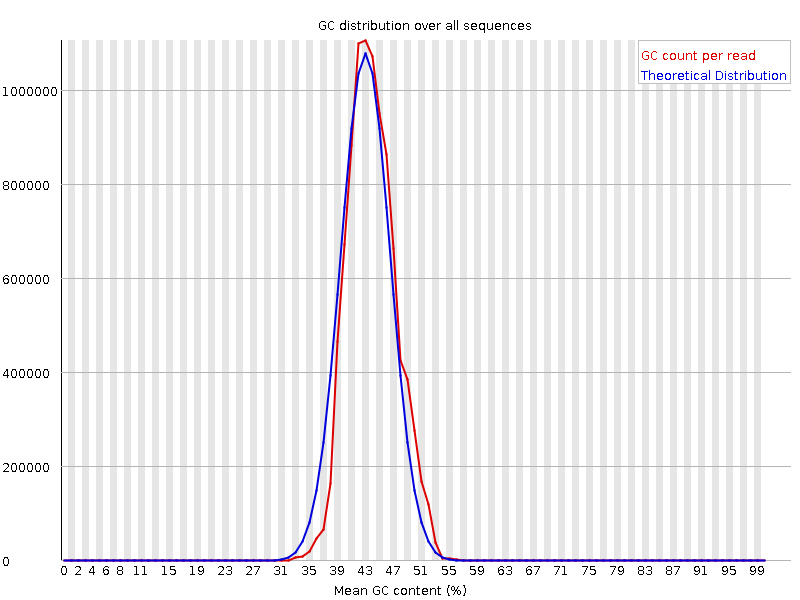 GC distribution over all sequences
GC count per read
Theoretical Distribution
1000000
800000
600000
400000
200000
0
0 2 4 6 8 11 15 19 23 27 31 35 39 43 47 51 55 59 63 67 71 75 79 83 87 91 95 99
Mean GC content (%)